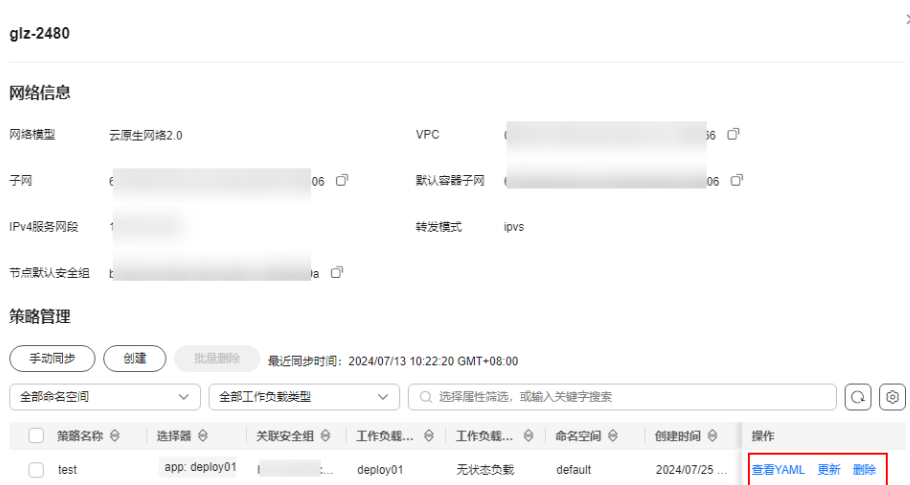 glz-2480
网络信息
网络模型 云原生网络2.0 VPC 66
子网 6 06 默认容器子网 06
IPv4服务网段 1 转发模式 ipvs
节点默认安全组 b 9a
策略管理
手动同步 创建 批量删除 最近同步时间：2024/07/13 10:22:20 GMT+08:00
全部命名空间 全部工作负载类型 选择属性筛选，或输入关键字搜索
策略名称 选择器 关联安全组 工作负载... 工作负载... 命名空间 创建时间 操作
test app: deploy01 c... deploy01 无状态负载 default 2024/07/25 ... 查看YAML 更新 删除